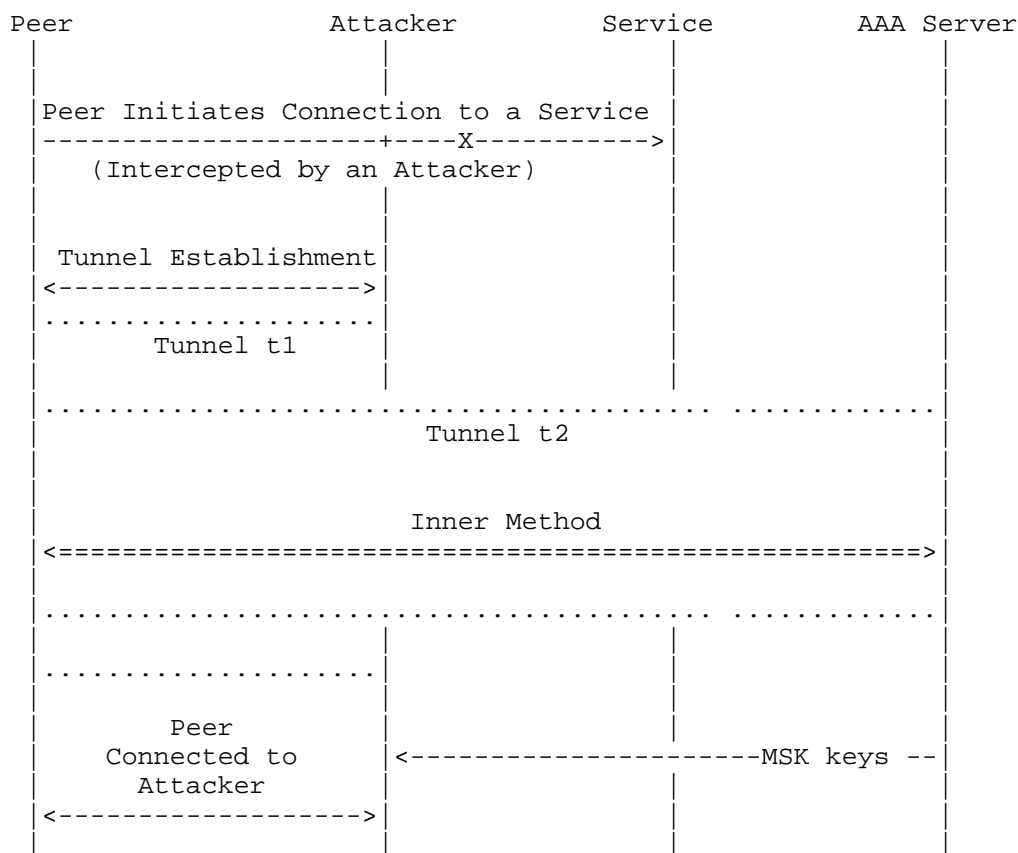 Peer Attacker Service AAA Server
Peer Initiates Connection to a Service
X
(Intercepted by an Attacker)
Tunnel Establishment
Tunnel t1
Tunnel t2
Inner Method
Peer
Connected to MSK keys
Attacker